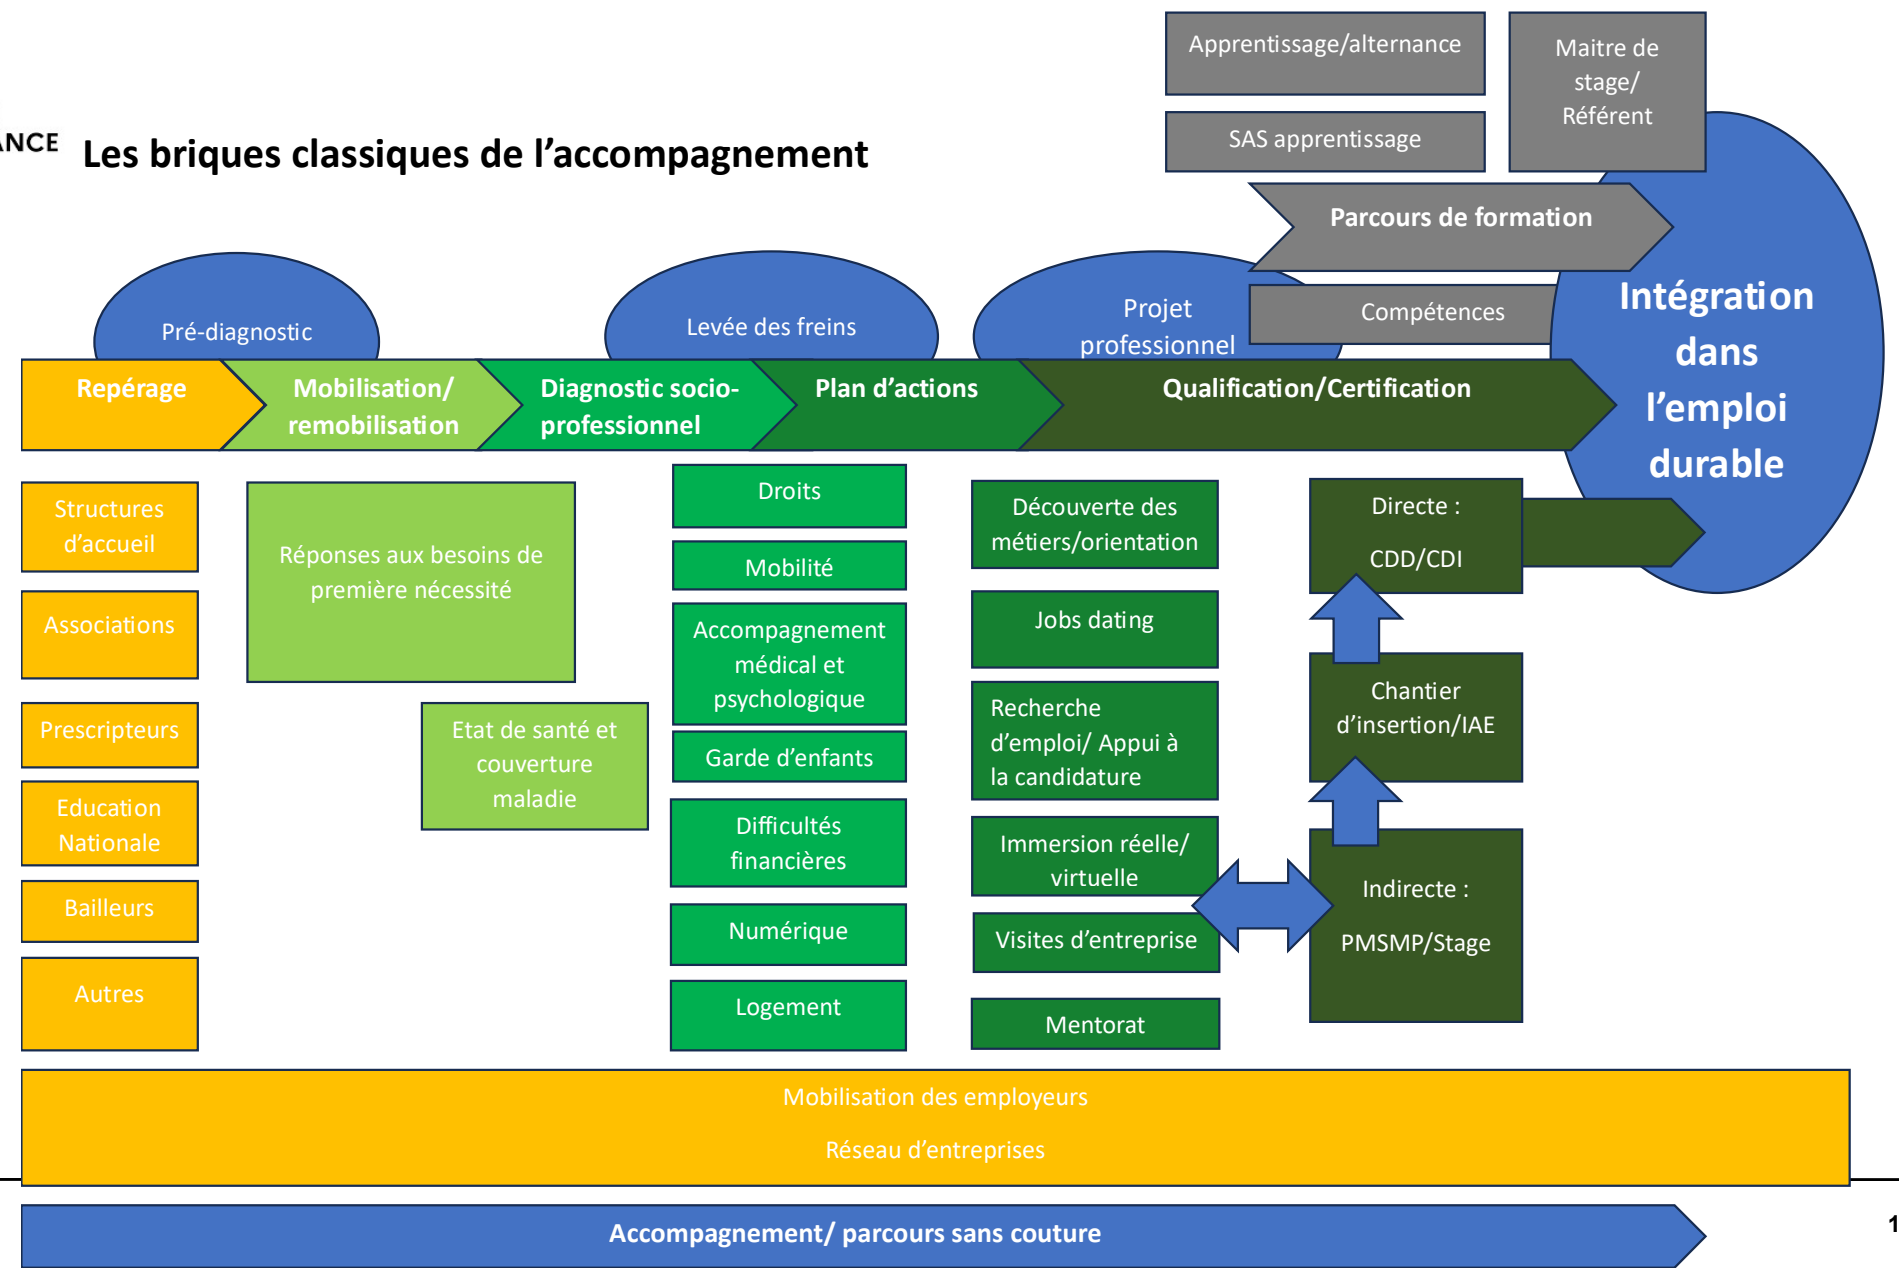 Apprentissage/alternance
Maitre de
stage/
Référent
SAS apprentissage
ANCE
Les briques classiques de l’accompagnement
Parcours de formation
Compétences
Pré-diagnostic
Levée des freins
Projet
professionnel
Intégration
dans
l’emploi
durable
Repérage
Mobilisation/
remobilisation
Diagnostic socio-
professionnel
Plan d’actions
Qualification/Certification
Structures
d’accueil
Associations
Prescripteurs
Education
Nationale
Bailleurs
Autres
Réponses aux besoins de
première nécessité
Etat de santé et
couverture
maladie
Droits
Mobilité
Accompagnement
médical et
psychologique
Garde d’enfants
Difficultés
financières
Numérique
Logement
Découverte des
métiers/orientation
Jobs dating
Recherche
d’emploi/ Appui à
la candidature
Immersion réelle/
virtuelle
Visites d’entreprise
Mentorat
Directe :
CDD/CDI
Chantier
d’insertion/IAE
Indirecte :
PMSMP/Stage
Mobilisation des employeurs
Réseau d’entreprises
Accompagnement/ parcours sans couture
1